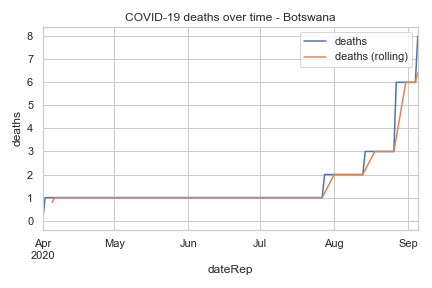 COVID-19 deaths over time - Botswana
deaths
deaths (rolling)
8
7
6
5
4
3
2
1
0
deaths
Apr May Jun Jul Aug Sep
2020
dateRep